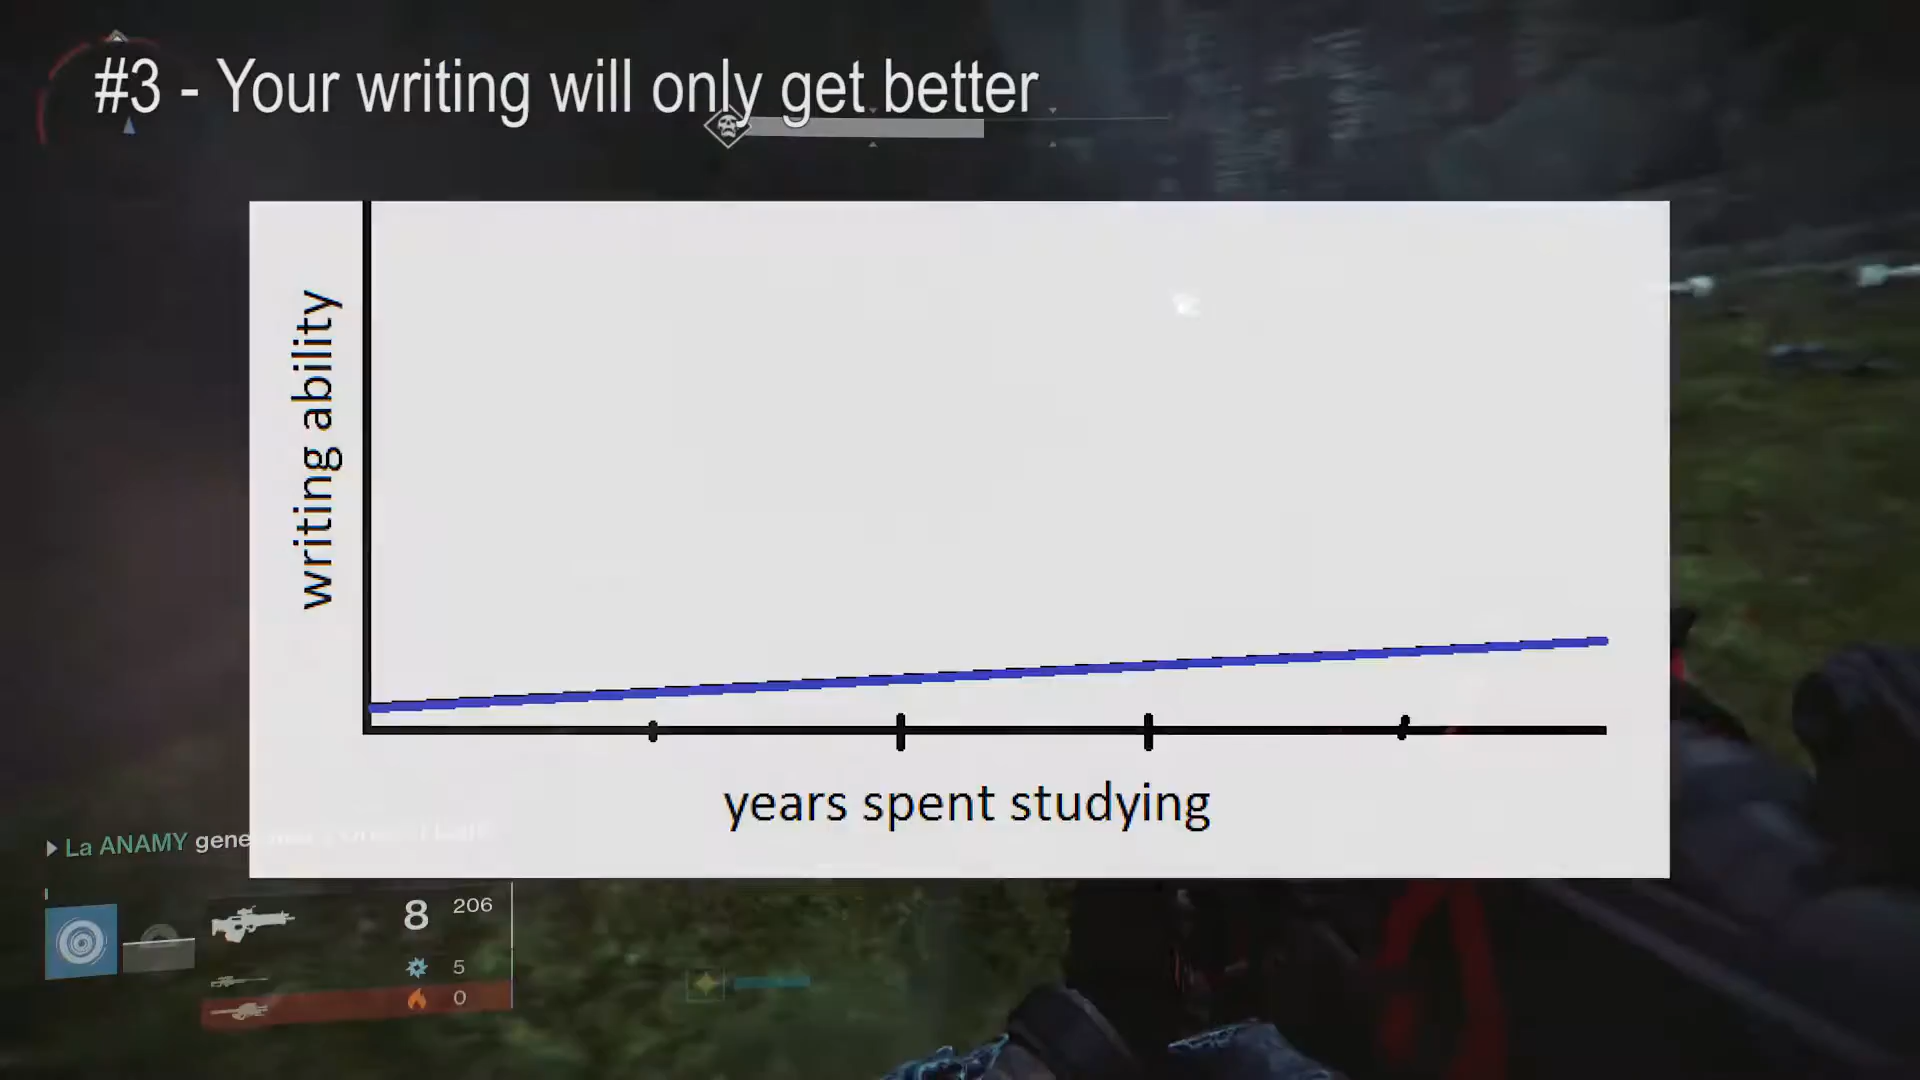 #3 - Your writing will only get better
writing ability
years spent studying
La ANAMY
8
206
5
0